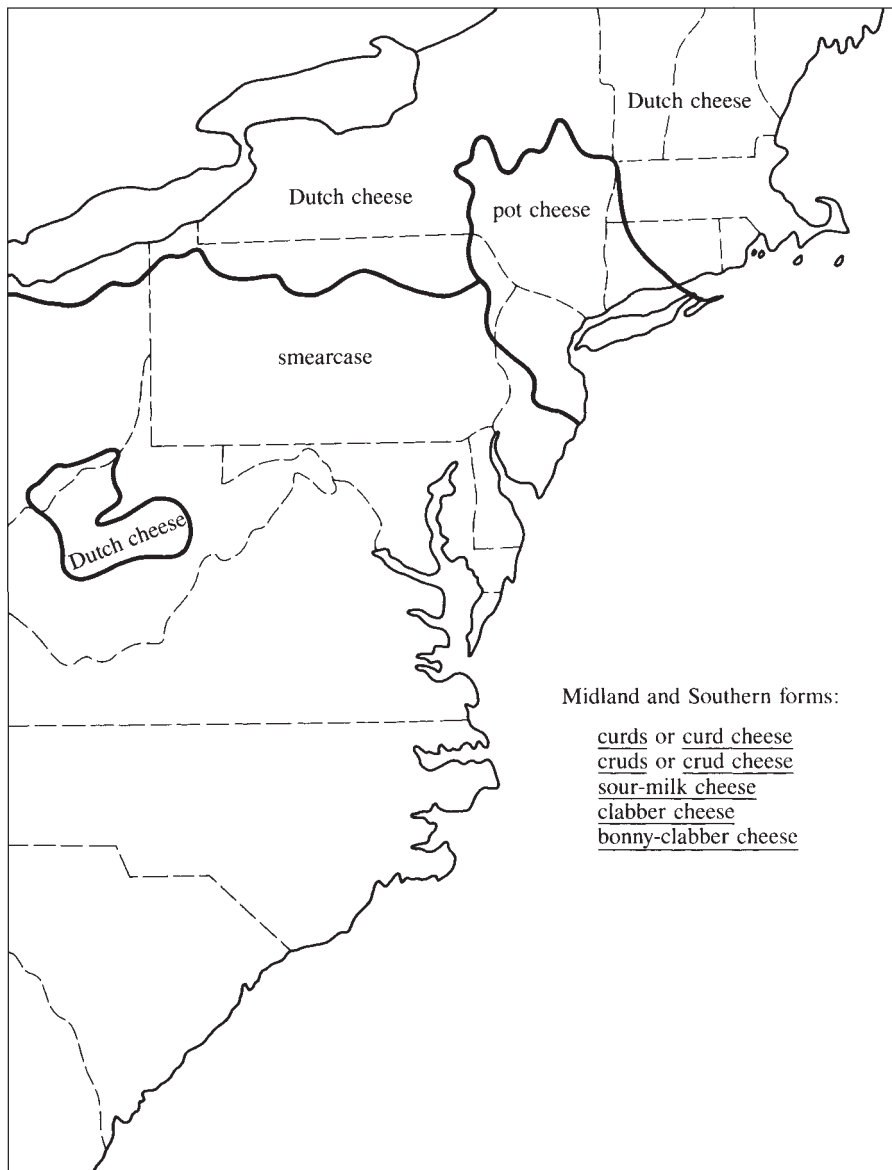 Dutch cheese
Dutch cheese
pot cheese
smearcase
Dutch cheese
Midland and Southern forms:
curds or curd cheese
cruds or crud cheese
sour-milk cheese
clabber cheese
bonny-clabber cheese